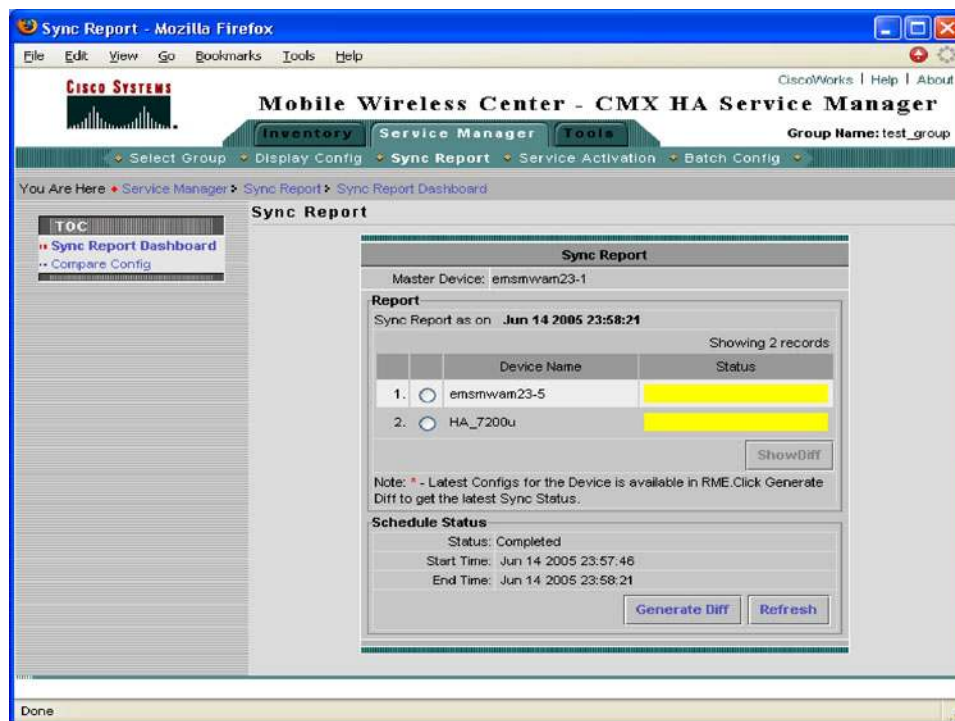 Sync Report - Mozilla Firefox
File Edit View Go Bookmarks Tools Help
CISCO SYSTEMS
CiscoWorks | Help | About
Mobile Wireless Center - CMX HA Service Manager
Inventory Service Manager Tools
Group Name: test_group
Select Group Display Config Sync Report Service Activation Batch Config
You Are Here Service Manager > Sync Report > Sync Report Dashboard
Sync Report
TOC
Sync Report Dashboard
Compare Config
Sync Report
Master Device: emsmwam23-1
Report
Sync Report as on Jun 14 2005 23:58:21
Showing 2 records
Device Name Status
1. emsmwam23-5
2. HA_7200u
ShowDiff
Note: * - Latest Configs for the Device is available in RME.Click Generate
Diff to get the latest Sync Status.
Schedule Status
Status: Completed
Start Time: Jun 14 2005 23:57:46
End Time: Jun 14 2005 23:58:21
Generate Diff Refresh
Done